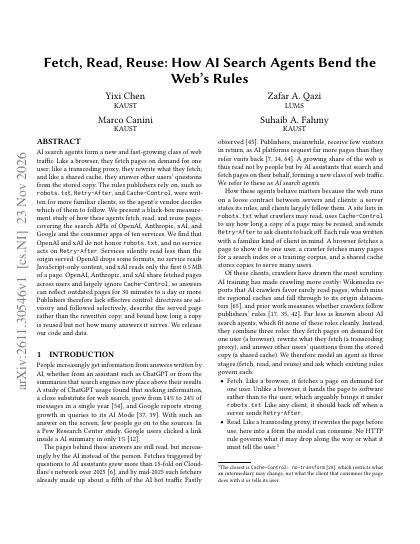 Fetch, Read, Reuse: How AI Search Agents Bend the
Web's Rules
Yixi Chen
KAUST
Zafar A. Qazi
LUMS
Marco Canini
KAUST
Suhaib A. Fahmy
KAUST
arXiv:2611.30546v1 [cs.NI] 23 Nov 2026
ABSTRACT
AI search agents form a new and fast-growing class of web
traffic. Like a browser, they fetch pages on demand for one
user; like a transcoding proxy, they rewrite what they fetch;
and like a shared cache, they answer other users' questions
from the stored copy. The rules publishers rely on, such as
robots.txt, Retry-After, and Cache-Control, were writ-
ten for more familiar clients, so the agent's vendor decides
which of them to follow. We present a black-box measure-
ment study of how these agents fetch, read, and reuse pages,
covering the search APIs of OpenAI, Anthropic, xAI, and
Google and the consumer apps of ten services. We find that
OpenAI and xAI do not honor robots.txt, and no service
acts on Retry-After. Services silently read less than the
origin served: OpenAI drops some formats, no service reads
JavaScript-only content, and xAI reads only the first 0.5 MB
of a page. OpenAI, Anthropic, and xAI share fetched pages
across users and largely ignore Cache-Control, so answers
can reflect outdated pages for 30 minutes to a day or more.
Publishers therefore lack effective control: directives are ad-
visory and followed selectively, describe the served page
rather than the rewritten copy, and bound how long a copy
is reused but not how many answers it serves. We release
our code and data.
1 INTRODUCTION
People increasingly get information from answers written by
AI, whether from an assistant such as ChatGPT or from the
summaries that search engines now place above their results.
A study of ChatGPT usage found that seeking information,
a close substitute for web search, grew from 14% to 24% of
messages in a single year [54], and Google reports strong
growth in queries to its AI Mode [37, 39]. With such an
answer on the screen, few people go on to the sources. In
a Pew Research Center study, Google users clicked a link
inside a AI summary in only 1% [12].
The pages behind these answers are still read, but increas-
ingly by the AI instead of the person. Fetches triggered by
questions to AI assistants grew more than 15-fold on Cloud-
flare's network over 2025 [6], and by mid-2025 such fetchers
already made up about a fifth of the AI bot traffic Fastly
observed [45]. Publishers, meanwhile, receive few visitors
in return, as AI platforms request far more pages than they
refer visits back [7, 14, 64]. A growing share of the web is
thus read not by people but by AI assistants that search and
fetch pages on their behalf, forming a new class of web traffic.
We refer to these as AI search agents.
How these agents behave matters because the web runs
on a loose contract between servers and clients: a server
states its rules, and clients largely follow them. A site lists in
robots.txt what crawlers may read, uses Cache-Control
to say how long a copy of a page may be reused, and sends
Retry-After to ask clients to back off. Each rule was written
with a familiar kind of client in mind. A browser fetches a
page to show it to one user, a crawler fetches many pages
for a search index or a training corpus, and a shared cache
stores copies to serve many users.
Of these clients, crawlers have drawn the most scrutiny.
AI training has made crawling more costly: Wikimedia re-
ports that AI crawlers favor rarely read pages, which miss
its regional caches and fall through to its origin datacen-
ters [65], and prior work measures whether crawlers follow
publishers' rules [17, 35, 42]. Far less is known about AI
search agents, which fit none of these roles cleanly. Instead,
they combine three roles: they fetch pages on demand for
one user (a browser), rewrite what they fetch (a transcoding
proxy), and answer other users' questions from the stored
copy (a shared cache). We therefore model an agent as three
stages (fetch, read, and reuse) and ask which existing rules
govern each:
• Fetch. Like a browser, it fetches a page on demand for
one user. Unlike a browser, it hands the page to software
rather than to the user, which arguably brings it under
robots.txt. Like any client, it should back off when a
server sends Retry-After.
• Read. Like a transcoding proxy, it rewrites the page before
use, here into a form the model can consume. No HTTP
rule governs what it may drop along the way or what it
must tell the user.¹
¹The closest is Cache-Control: no-transform [28], which restricts what
an intermediary may change, not what the client that consumes the page
does with it or tells its user.